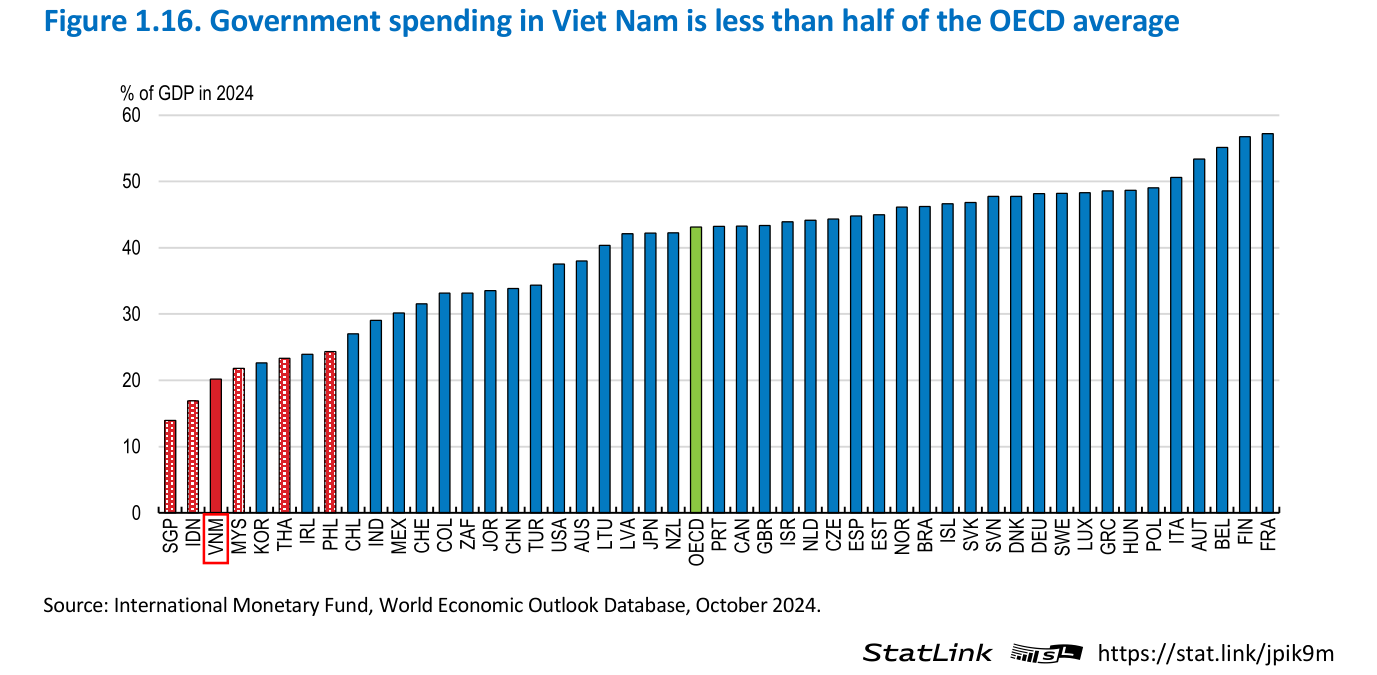 Figure 1.16. Government spending in Viet Nam is less than half of the OECD average
% of GDP in 2024
60
50
40
30
20
10
0
SGP IDN VNM MYS KOR THA IRL PHL CHL IND MEX CHE COL ZAF JOR CHN TUR USA AUS LTU LVA JPN NZL OECD PRT CAN GBR ISR NLD CZE ESP EST NOR BRA ISL SVK SVN DNK DEU SWE LUX GRC HUN POL ITA AUT BEL FIN FRA
Source: International Monetary Fund, World Economic Outlook Database, October 2024.
StatLink SL https://stat.link/jpik9m